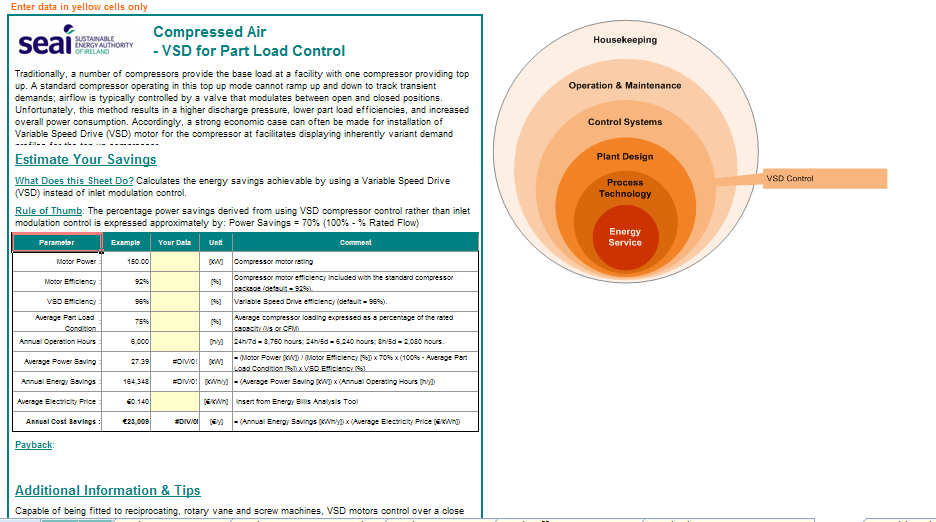 Enter data in yellow cells only
seai SUSTAINABLE
ENERGY AUTHORITY
OF IRELAND
Compressed Air
- VSD for Part Load Control
Traditionally, a number of compressors provide the base load at a facility with one compressor providing top
up. A standard compressor operating in this top up mode cannot ramp up and down to track transient
demands; airflow is typically controlled by a valve that modulates between open and closed positions.
Unfortunately, this method results in a higher discharge pressure, lower part load efficiencies, and increased
overall power consumption. Accordingly, a strong economic case can often be made for installation of
Variable Speed Drive (VSD) motor for the compressor at facilitates displaying inherently variant demand
profiles for the top up compressor.
Estimate Your Savings
What Does this Sheet Do? Calculates the energy savings achievable by using a Variable Speed Drive
(VSD) instead of inlet modulation control.
Rule of Thumb: The percentage power savings derived from using VSD compressor control rather than inlet
modulation control is expressed approximately by: Power Savings = 70% (100% - % Rated Flow)
Parameter Example Your Data Unit Comment
Motor Power : 150.00 [kW] Compressor motor rating
Motor Efficiency : 92% [%] Compressor motor efficiency included with the standard compressor
package (default = 92%).
VSD Efficiency : 96% [%] Variable Speed Drive efficiency (default = 96%).
Average Part Load
Condition : 75% [%] Average compressor loading expressed as a percentage of the rated
capacity (l/s or CFM)
Annual Operation Hours : 6,000 [h/y] 24h/7d = 8,760 hours; 24h/5d = 6,240 hours; 8h/5d = 2,080 hours.
Average Power Saving : 27.39 #DIV/0! [kW] = (Motor Power [kW]) / (Motor Efficiency [%]) x 70% x (100% - Average Part
Load Condition [%]) x VSD Efficiency [%]
Annual Energy Savings : 164,348 #DIV/0! [kWh/y] = (Average Power Saving [kW]) x (Annual Operating Hours [h/y])
Average Electricity Price : €0.140 [€/kWh] Insert from Energy Bills Analysis Tool
Annual Cost Savings : €23,009 #DIV/0! [€/y] = (Annual Energy Savings [kWh/y]) x (Average Electricity Price [€/kWh])
Payback:
Additional Information & Tips
Capable of being fitted to reciprocating, rotary vane and screw machines, VSD motors control over a close
Housekeeping
Operation & Maintenance
Control Systems
Plant Design
Process
Technology
Energy
Service
VSD Control